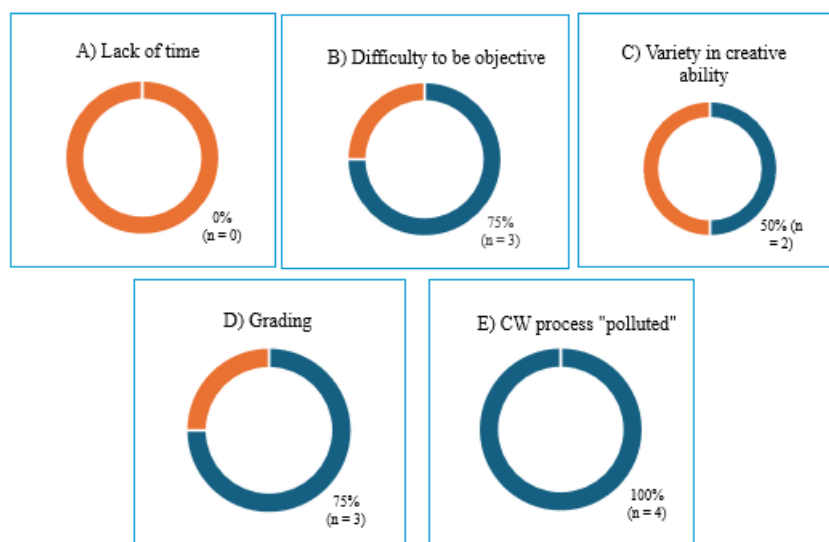 A) Lack of time
0%
(n = 0)
B) Difficulty to be objective
75%
(n = 3)
C) Variety in creative
ability
50% (n
= 2)
D) Grading
75%
(n = 3)
E) CW process "polluted"
100%
(n = 4)